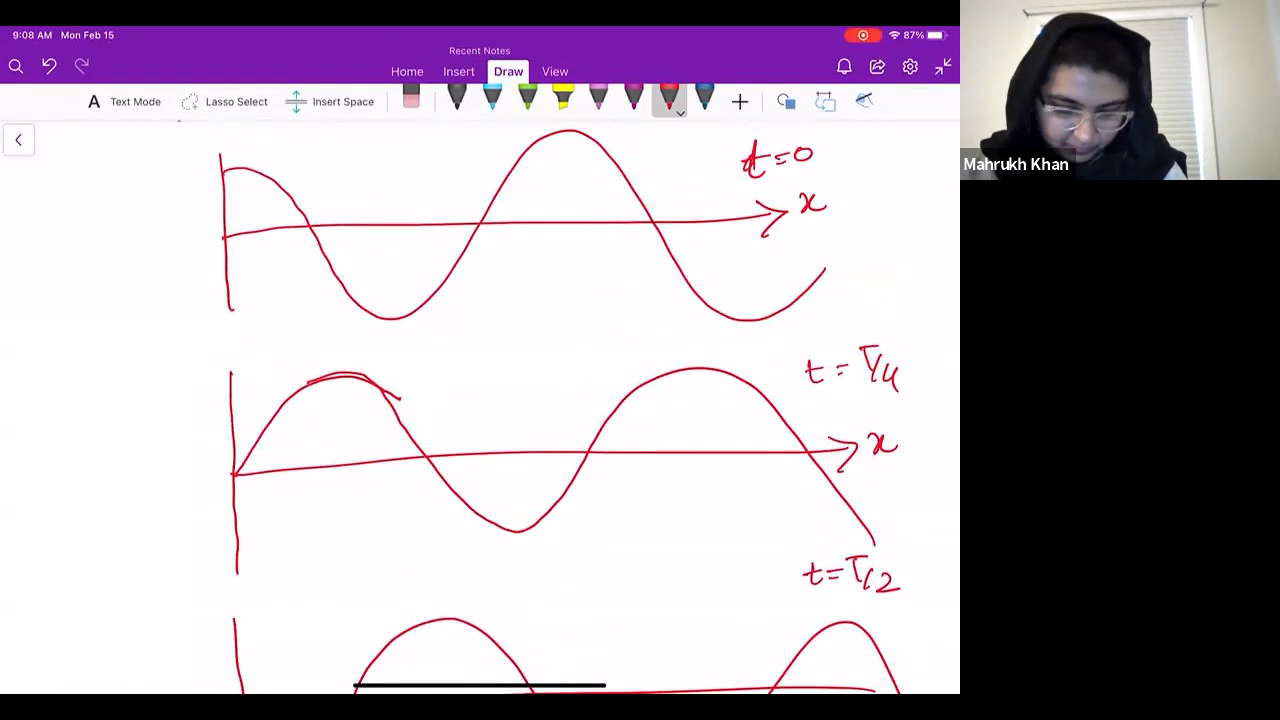 9:08 AM Mon Feb 15
87%
Recent Notes
Home Insert Draw View
A Text Mode Lasso Select Insert Space
Mahrukh Khan
t=0
x
t = T/4
x
t = T/2